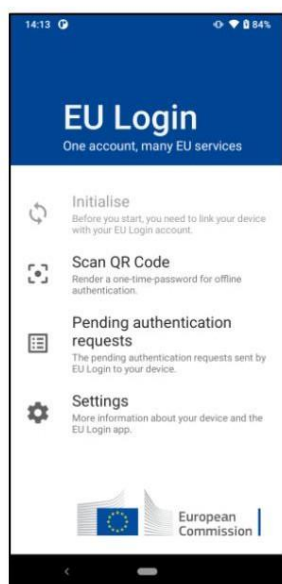 14:13 84%
EU Login
One account, many EU services
Initialise
Before you start, you need to link your device
with your EU Login account.
Scan QR Code
Render a one-time-password for offline
authentication.
Pending authentication
requests
The pending authentication requests sent by
EU Login to your device.
Settings
More information about your device and the
EU Login app.
European
Commission